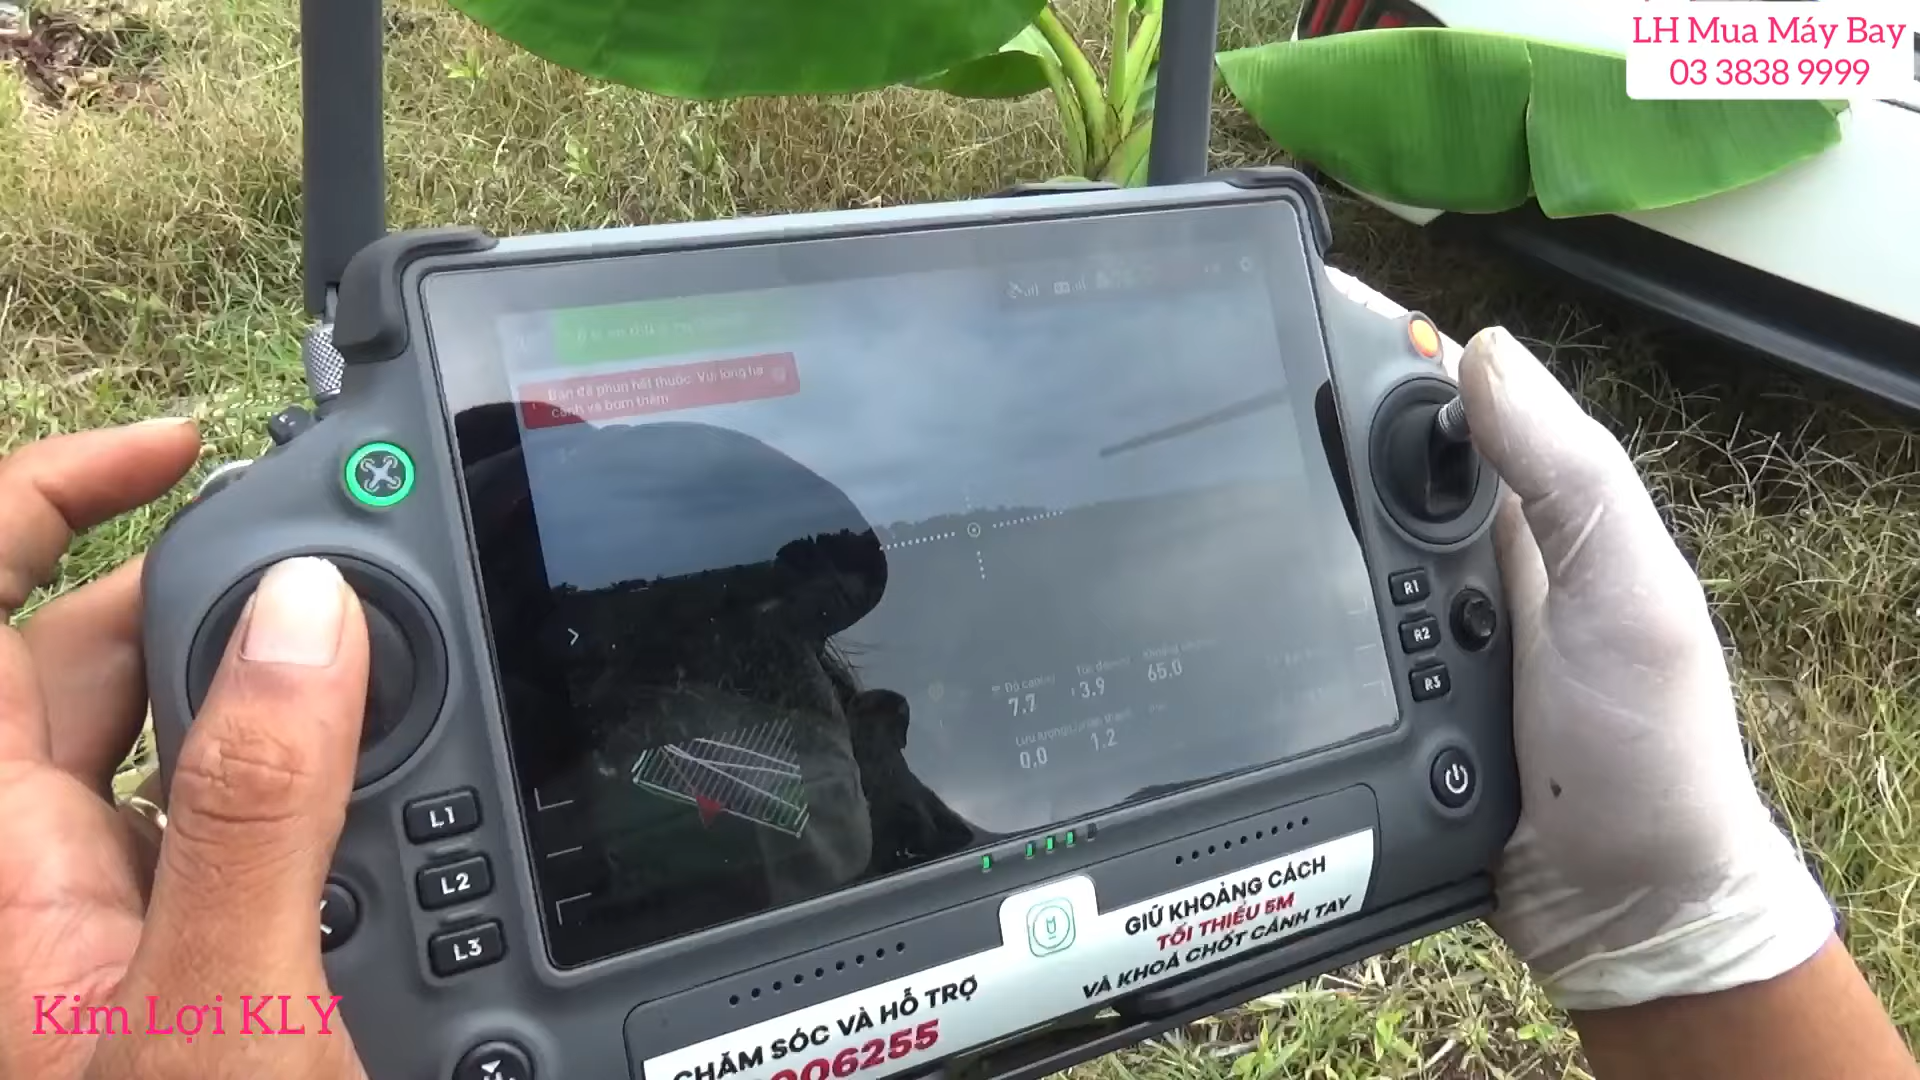 LH Mua Máy Bay
03 3838 9999
Bạn đã phun hết thuốc. Vui lòng hạ
cánh và bơm thêm
7.7
3.9
65.0
0.0
1.2
R1
R2
R3
L1
L2
L3
GIỮ KHOẢNG CÁCH
TỐI THIỂU 5M
VÀ KHOÁ CHỐT CÁNH TAY
CHĂM SÓC VÀ HỖ TRỢ
006255
Kim Lợi KLY